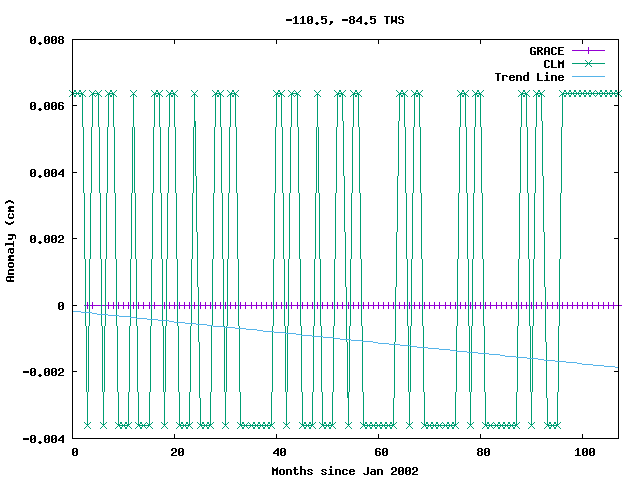 -110.5, -84.5 TWS
GRACE
CLM
Trend Line
0.008
0.006
0.004
0.002
0
-0.002
-0.004
Anomaly (cm)
0 20 40 60 80 100
Months since Jan 2002